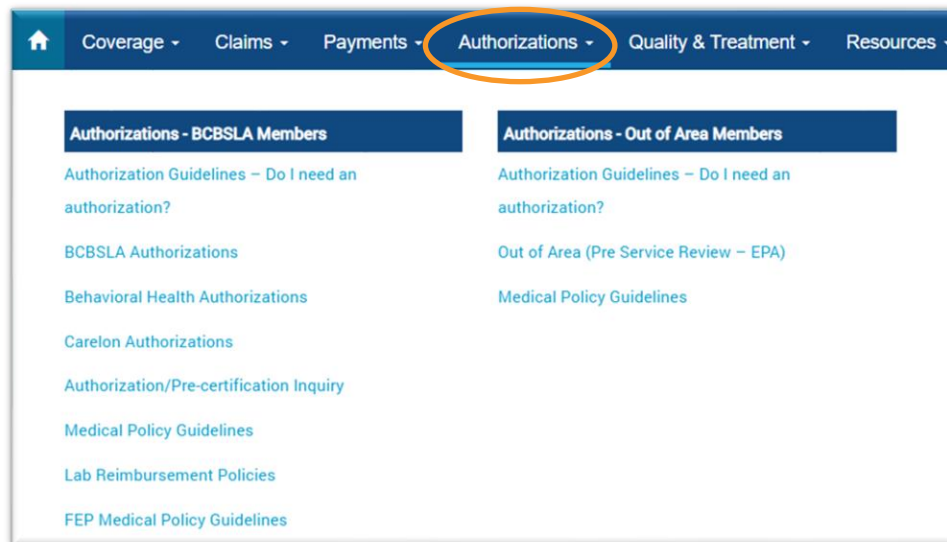 Coverage Claims Payments Authorizations Quality & Treatment Resources
Authorizations - BCBSLA Members
Authorization Guidelines – Do I need an
authorization?
BCBSLA Authorizations
Behavioral Health Authorizations
Carelon Authorizations
Authorization/Pre-certification Inquiry
Medical Policy Guidelines
Lab Reimbursement Policies
FEP Medical Policy Guidelines
Authorizations - Out of Area Members
Authorization Guidelines – Do I need an
authorization?
Out of Area (Pre Service Review – EPA)
Medical Policy Guidelines